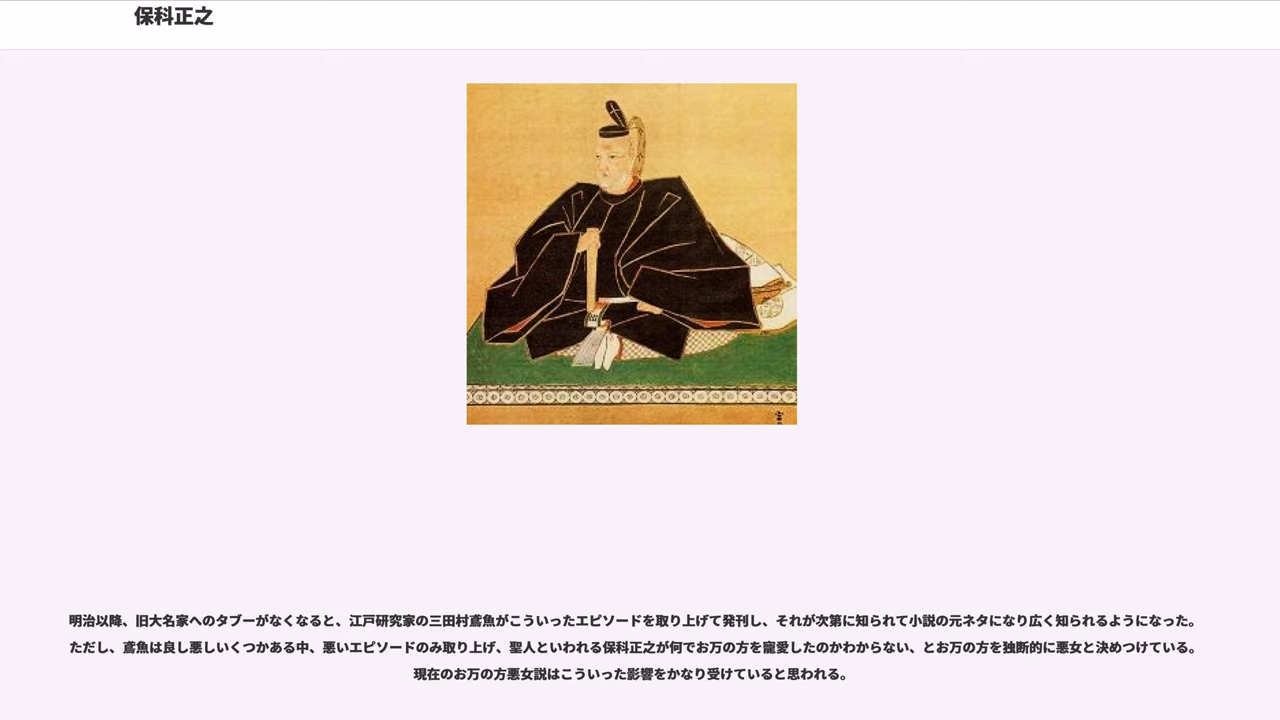 保科正之
明治以降、旧大名家へのタブーがなくなると、江戸研究家の三田村鳶魚がこういったエピソードを取り上げて発刊し、それが次第に知られて小説の元ネタになり広く知られるようになった。
ただし、鳶魚は良し悪しいくつかある中、悪いエピソードのみ取り上げ、聖人といわれる保科正之が何でお万の方を寵愛したのかわからない、とお万の方を独断的に悪女と決めつけている。
現在のお万の方悪女説はこういった影響をかなり受けていると思われる。